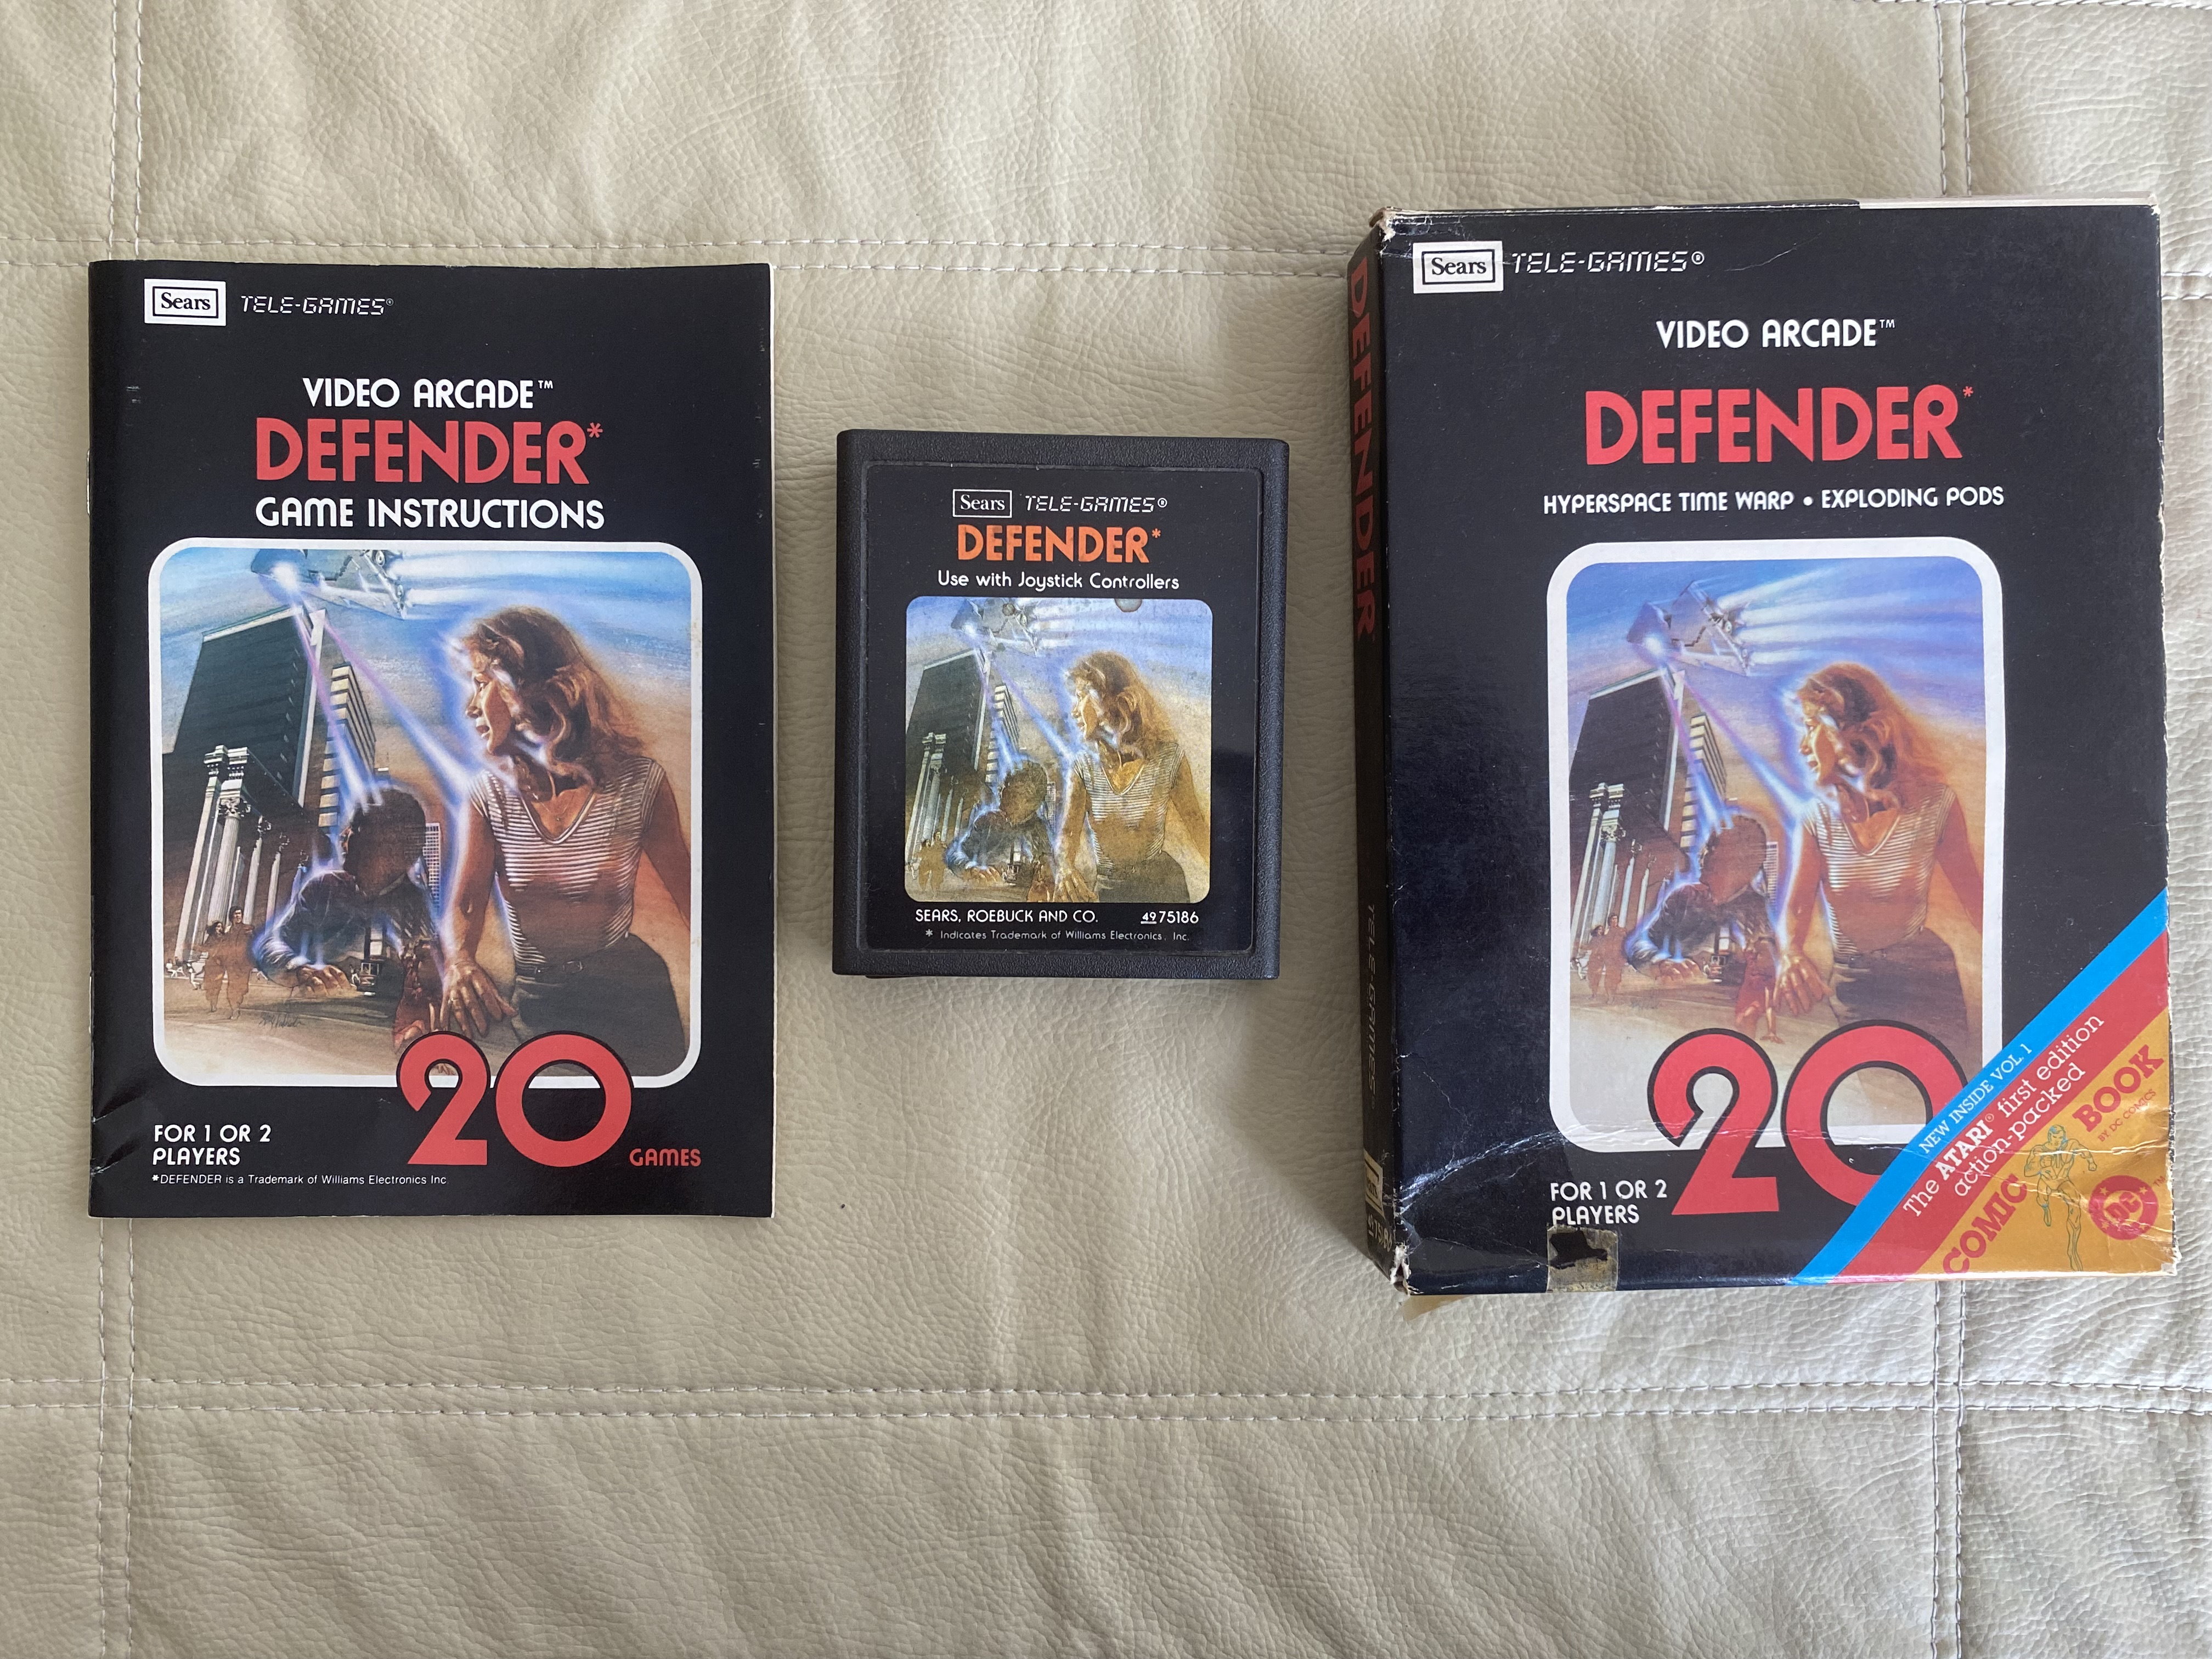 Sears TELE-GAMES®
VIDEO ARCADE™
DEFENDER*
GAME INSTRUCTIONS
20 GAMES
FOR 1 OR 2
PLAYERS
*DEFENDER is a Trademark of Williams Electronics Inc.
Sears TELE-GAMES®
DEFENDER*
Use with Joystick Controllers
SEARS, ROEBUCK AND CO. 49 75186
* Indicates Trademark of Williams Electronics, Inc.
DEFENDER
TELE-GAMES
Sears TELE-GAMES®
VIDEO ARCADE™
DEFENDER*
HYPERSPACE TIME WARP • EXPLODING PODS
20
FOR 1 OR 2
PLAYERS
NEW INSIDE VOL. 1
The ATARI® first edition
action-packed
COMIC BOOK
BY DC COMICS
DC™